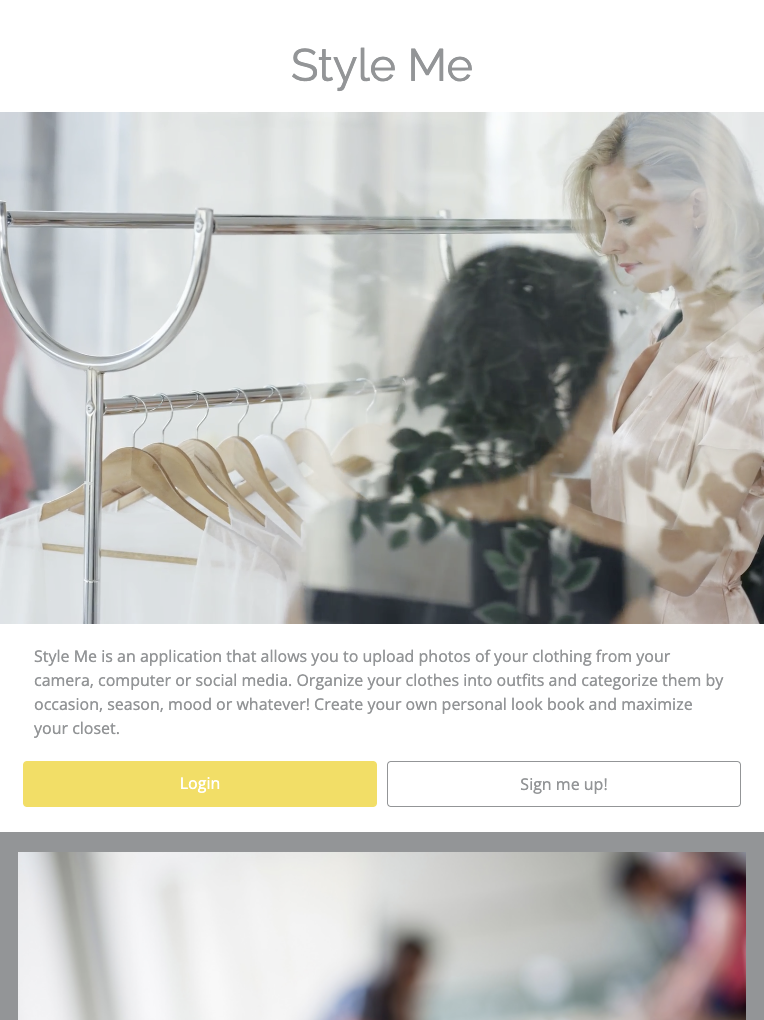 Style Me
Style Me is an application that allows you to upload photos of your clothing from your
camera, computer or social media. Organize your clothes into outfits and categorize them by
occasion, season, mood or whatever! Create your own personal look book and maximize
your closet.
Login
Sign me up!